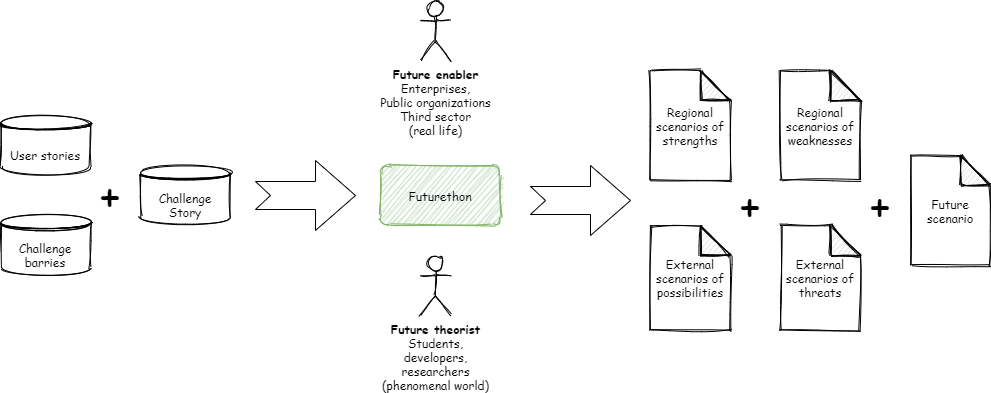 User stories
Challenge
barries
+
Challenge
Story
Future enabler
Enterprises,
Public organizations
Third sector
(real life)
Futurethon
Future theorist
Students,
developers,
researchers
(phenomenal world)
Regional
scenarios of
strengths
Regional
scenarios of
weaknesses
External
scenarios of
possibilities
External
scenarios of
threats
+
+
Future
scenario